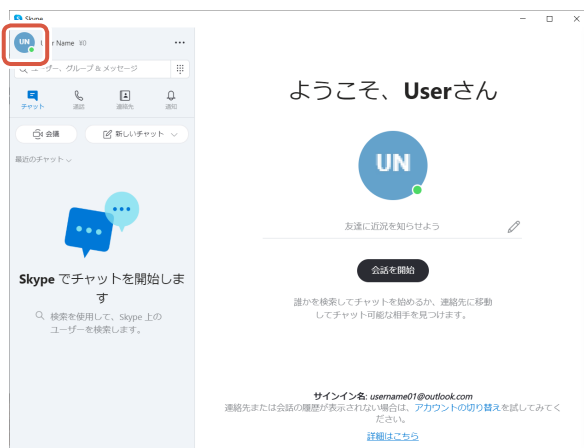 Skype
UN
Name ¥0
ユーザー、グループ & メッセージ
チャット 通話 連絡先 通知
会議
新しいチャット
最近のチャット
Skype でチャットを開始しま
す
検索を使用して、Skype 上の
ユーザーを検索します。
ようこそ、Userさん
UN
友達に近況を知らせよう
会話を開始
誰かを検索してチャットを始めるか、連絡先に移動
してチャット可能な相手を見つけます。
サインイン名: username01@outlook.com
連絡先または会話の履歴が表示されない場合は、アカウントの切り替えを試してみてく
ださい。
詳細はこちら